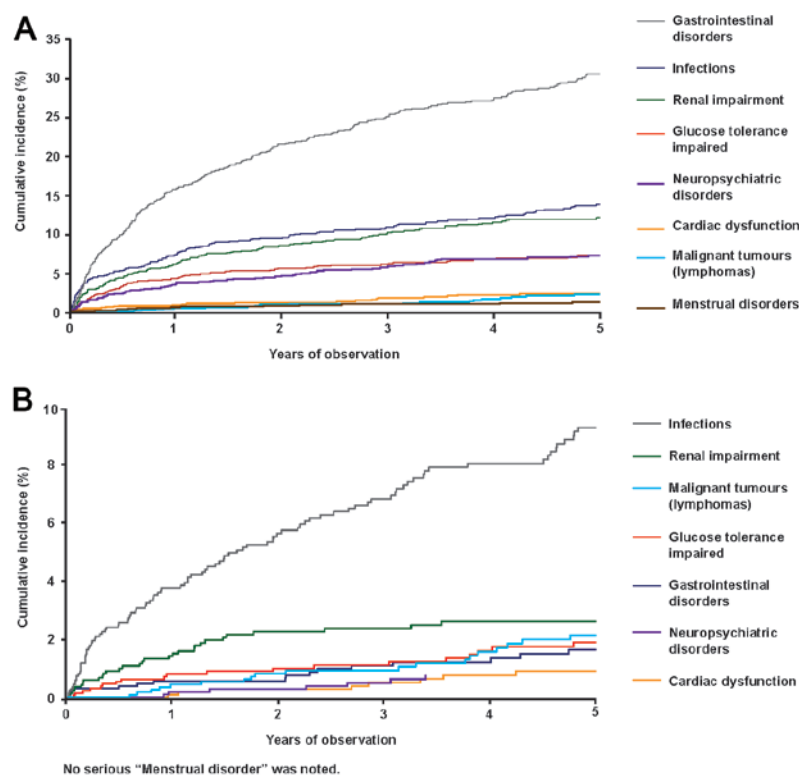 A
Cumulative incidence (%)
35
30
25
20
15
10
5
0
0
1
2
3
4
5
Years of observation
Gastrointestinal
disorders
Infections
Renal impairment
Glucose tolerance
impaired
Neuropsychiatric
disorders
Cardiac dysfunction
Malignant tumours
(lymphomas)
Menstrual disorders
B
Cumulative incidence (%)
10
8
6
4
2
0
0
1
2
3
4
5
Years of observation
Infections
Renal impairment
Malignant tumours
(lymphomas)
Glucose tolerance
impaired
Gastrointestinal
disorders
Neuropsychiatric
disorders
Cardiac dysfunction
No serious “Menstrual disorder” was noted.